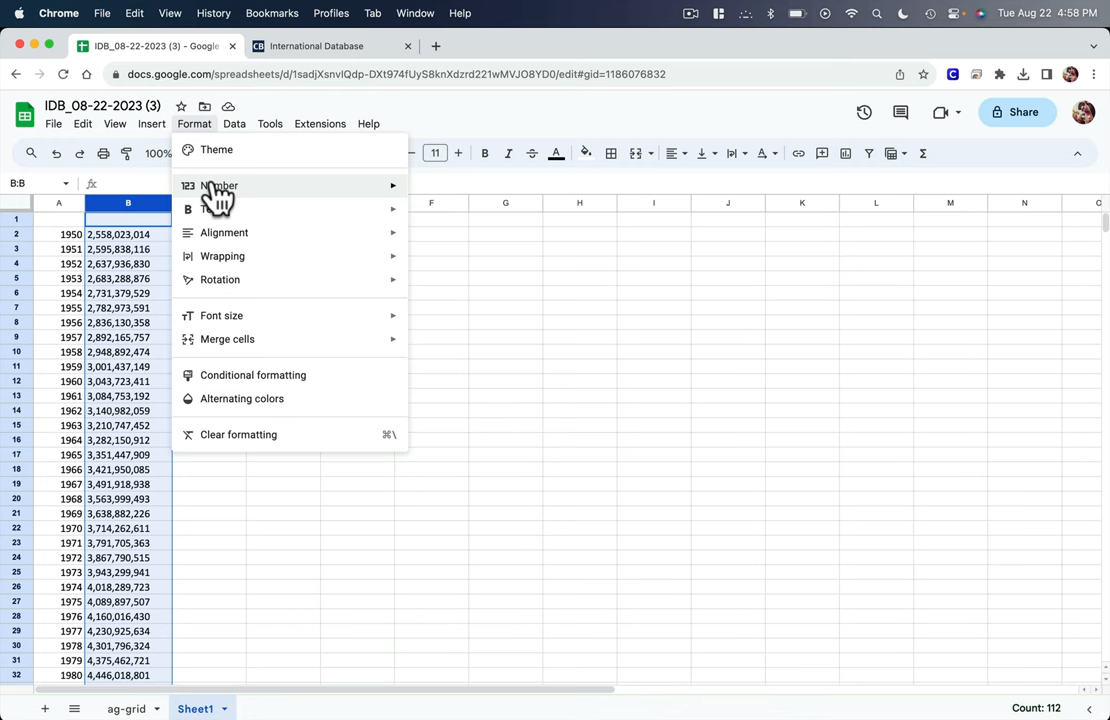 Chrome File Edit View History Bookmarks Profiles Tab Window Help Tue Aug 22 4:58 PM
IDB_08-22-2023 (3) - Google
International Database
docs.google.com/spreadsheets/d/1sadjXsnvIQdp-DXt974fUyS8knXdzrd221wMVJO8YD0/edit#gid=1186076832
IDB_08-22-2023 (3)
File Edit View Insert Format Data Tools Extensions Help
Share
100%
11
B I A
B:B
fx
A B F G H I J K L M N O
Theme
123 Number
B
Alignment
Wrapping
Rotation
Font size
Merge cells
Conditional formatting
Alternating colors
Clear formatting ⌘\
1
2 1950 2,558,023,014
3 1951 2,595,838,116
4 1952 2,637,936,830
5 1953 2,683,288,876
6 1954 2,731,379,529
7 1955 2,782,973,591
8 1956 2,836,130,358
9 1957 2,892,165,757
10 1958 2,948,892,474
11 1959 3,001,437,149
12 1960 3,043,723,411
13 1961 3,084,753,192
14 1962 3,140,982,059
15 1963 3,210,747,452
16 1964 3,282,150,912
17 1965 3,351,447,909
18 1966 3,421,950,085
19 1967 3,491,918,938
20 1968 3,563,999,493
21 1969 3,638,882,226
22 1970 3,714,262,611
23 1971 3,791,705,363
24 1972 3,867,790,515
25 1973 3,943,299,941
26 1974 4,018,289,723
27 1975 4,089,897,507
28 1976 4,160,016,430
29 1977 4,230,925,634
30 1978 4,301,796,324
31 1979 4,375,462,721
32 1980 4,446,018,801
ag-grid Sheet1 Count: 112